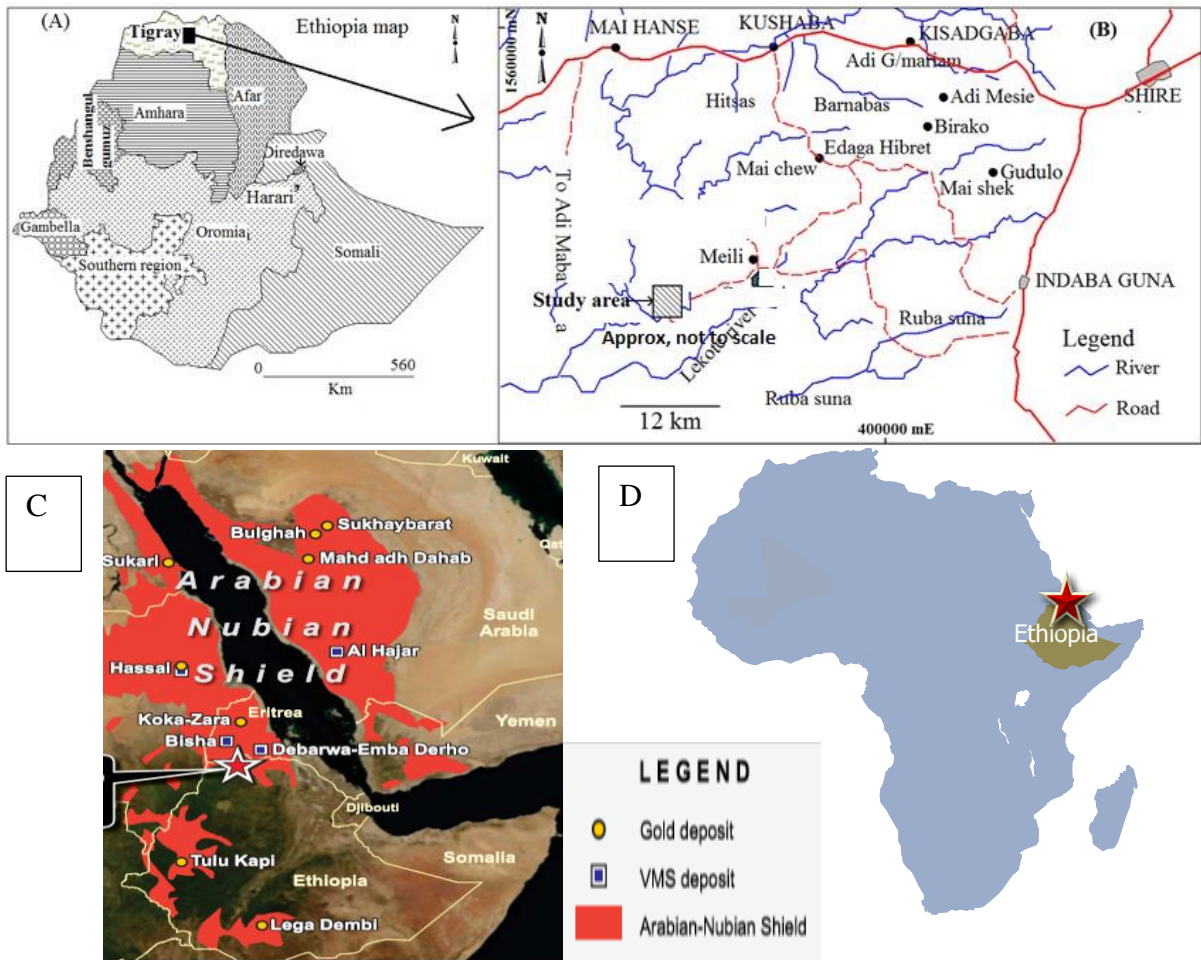 (A)
Ethiopia map
N
Tigray
Afar
Amhara
Benshangul
gumuz
Diredawa
Harari
Gambella
Oromia
Somali
Southern region
0
560
Km
1560000 mN
N
MAI HANSE
KUSHABA
KISADGABA
(B)
Adi G/mariam
SHIRE
Hitsas
Barnabas
Adi Mesie
Birako
Edaga Hibret
Mai chew
Gudulo
Mai shek
To Adi Maba
a
Meili
INDABA GUNA
Study area
Ruba suna
Approx, not to scale
Legend
Lekote river
River
12 km
Ruba suna
Road
400000 mE
C
Kuwait
Sukhaybarat
Bulghah
Mahd adh Dahab
Sukari
Qat
Arabian
Nubian
Shield
Saudi
Arabia
Al Hajar
Hassai
Koka-Zara
Eritrea
Yemen
Bisha
Debarwa-Emba Derho
Djibouti
Somalia
Tulu Kapi
Ethiopia
Lega Dembi
LEGEND
Gold deposit
VMS deposit
Arabian-Nubian Shield
D
Ethiopia